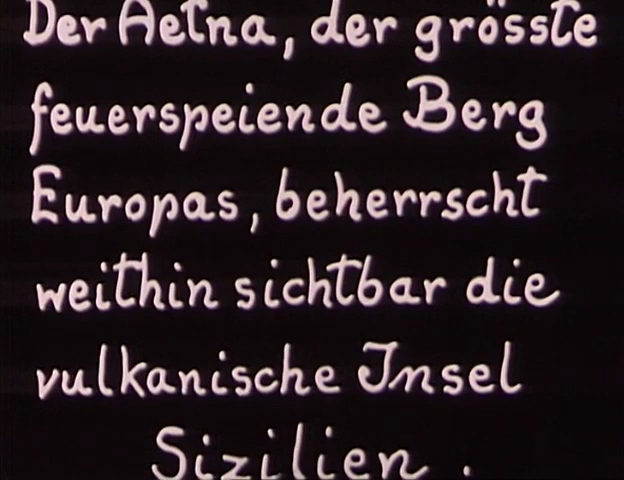 Der Aetna, der grösste
feuerspeiende Berg
Europas, beherrscht
weithin sichtbar die
vulkanische Insel
Sizilien.